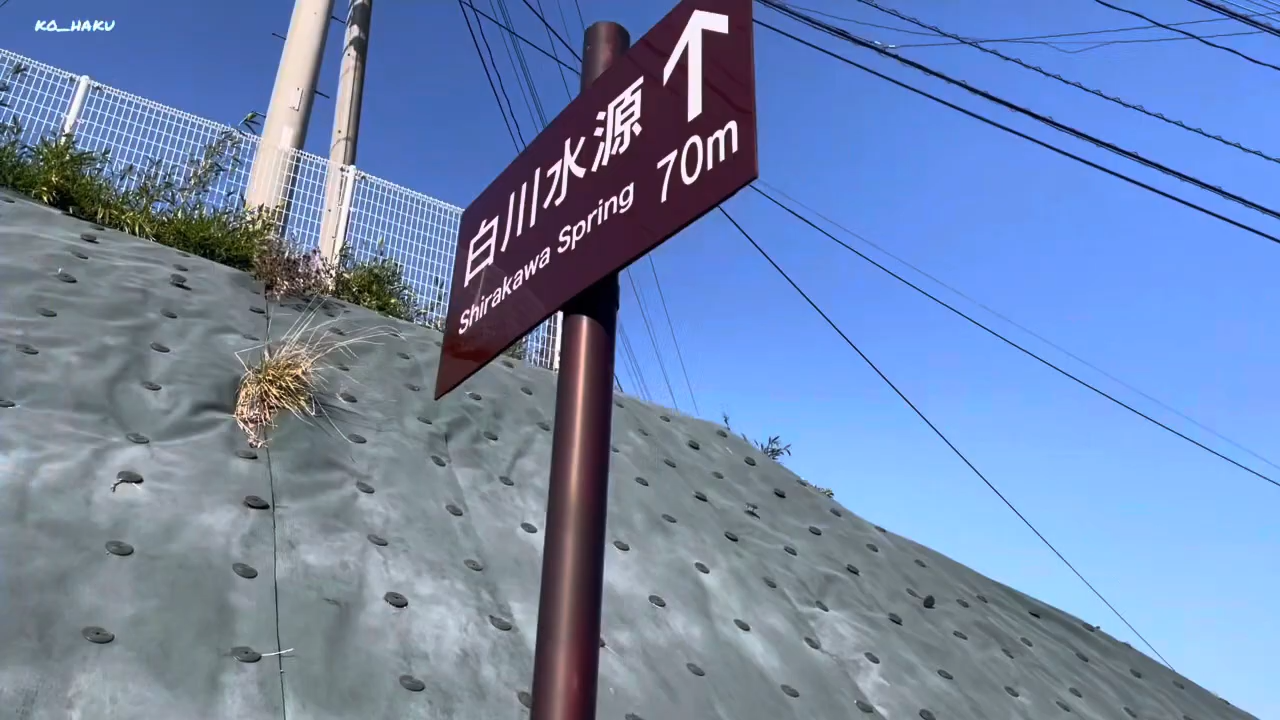 KO_HAKU
白川水源
Shirakawa Spring
↑
70m